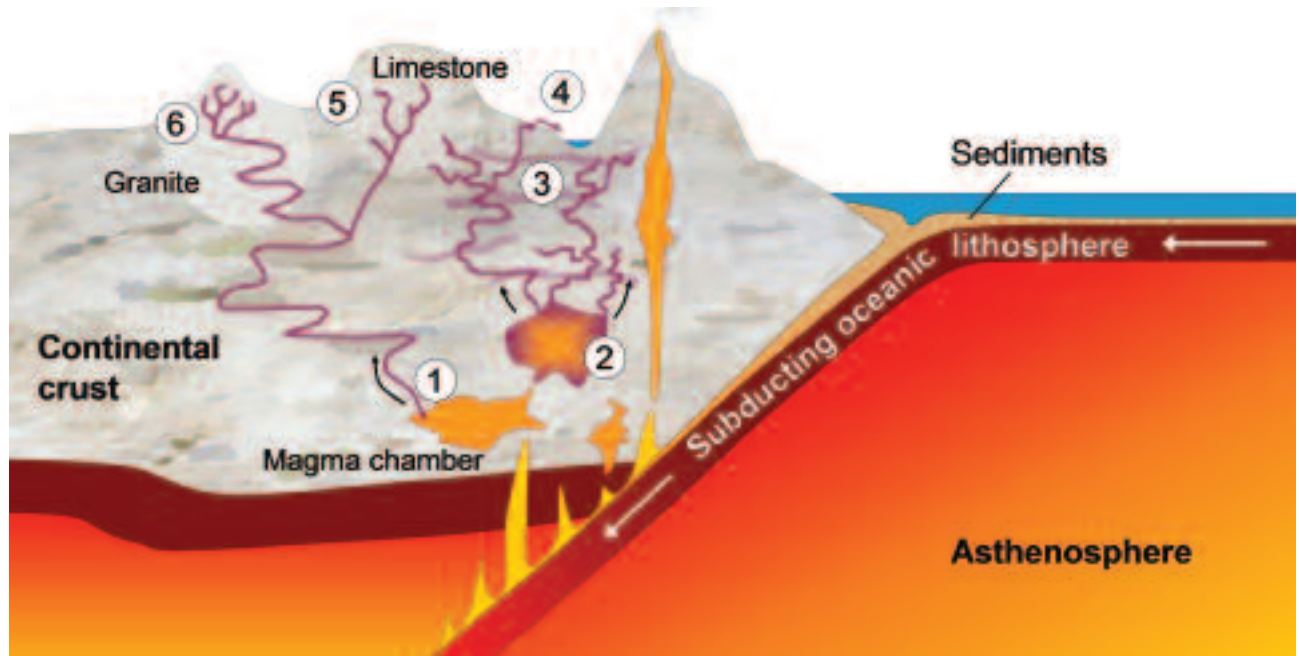 Limestone
4
5
6
Sediments
Granite
3
lithosphere
Subducting oceanic
Continental
crust
2
1
Magma chamber
Asthenosphere